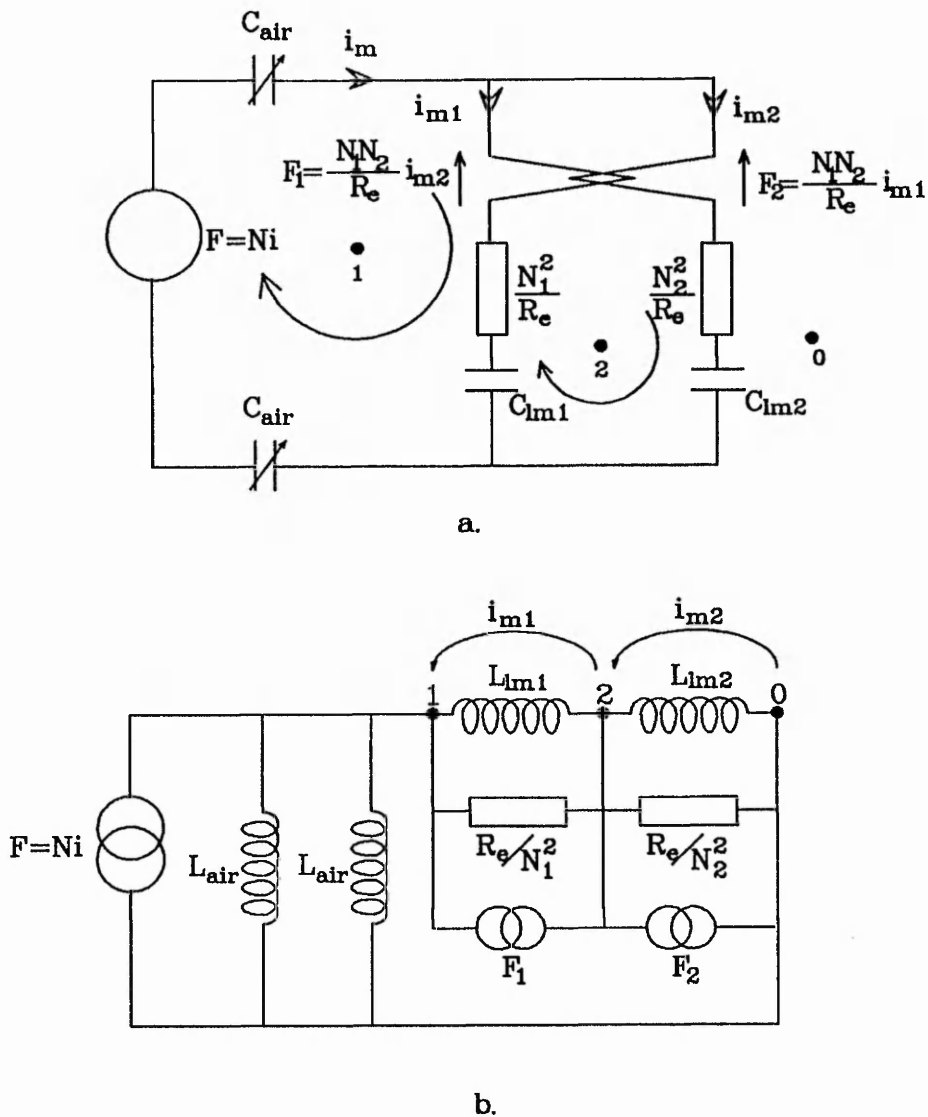 C_air
i_m
i_m1
i_m2
F_1=N_1N_2/R_e i_m2
F_2=N_1N_2/R_e i_m1
F=Ni
1
N_1^2/R_e
N_2^2/R_e
2
0
C_lm1
C_lm2
C_air
a.
i_m1
i_m2
L_lm1
L_lm2
1
2
0
F=Ni
L_air
L_air
R_e/N_1^2
R_e/N_2^2
F_1
F_2
b.